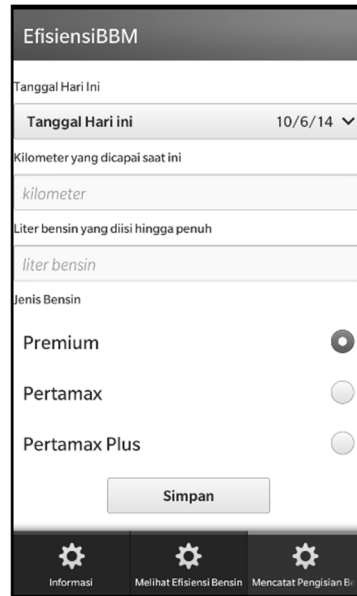 EfisiensiBBM
Tanggal Hari Ini
Tanggal Hari ini 10/6/14
Kilometer yang dicapai saat ini
kilometer
Liter bensin yang diisi hingga penuh
liter bensin
Jenis Bensin
Premium
Pertamax
Pertamax Plus
Simpan
Informasi Melihat Efisiensi Bensin Mencatat Pengisian Be